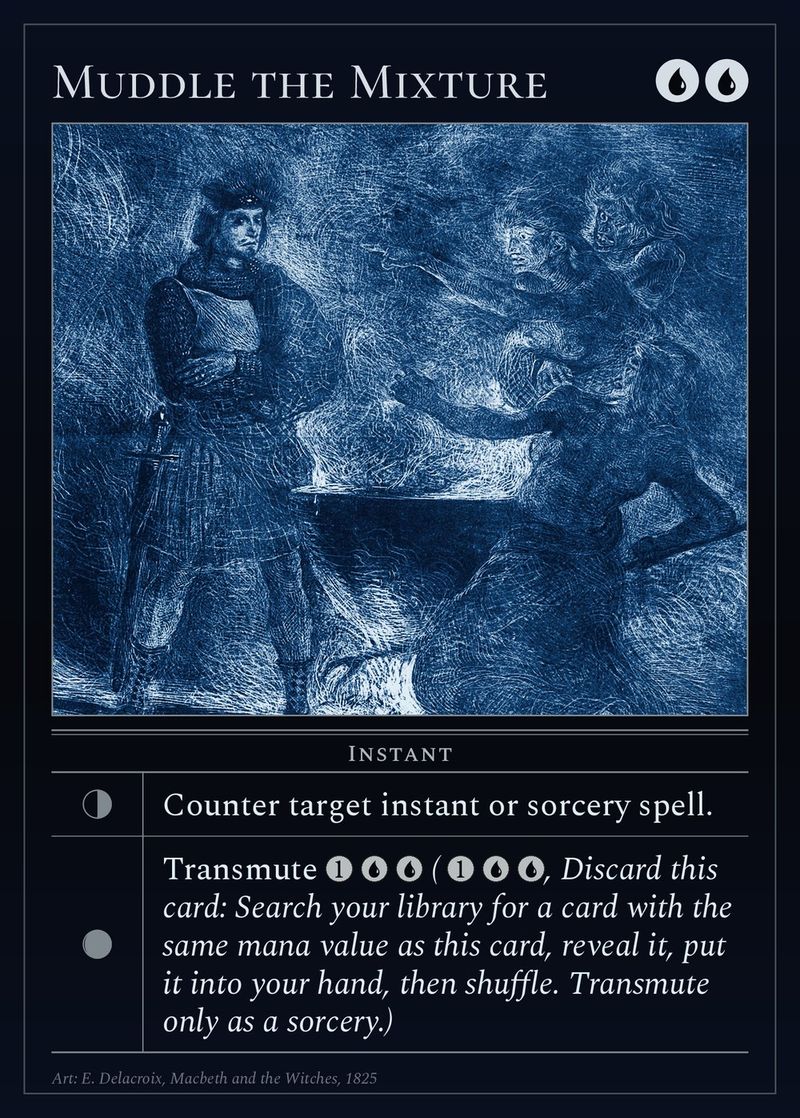 Muddle the Mixture
Instant
Counter target instant or sorcery spell.
Transmute 1 ( 1 , Discard this
card: Search your library for a card with the
same mana value as this card, reveal it, put
it into your hand, then shuffle. Transmute
only as a sorcery.)
Art: E. Delacroix, Macbeth and the Witches, 1825